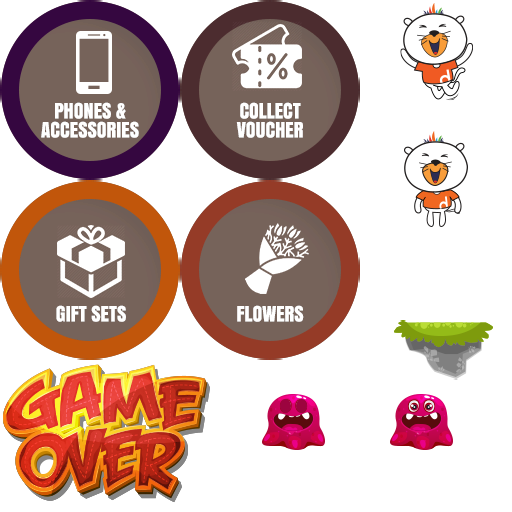 PHONES &
ACCESSORIES
%
COLLECT
VOUCHER
GIFT SETS
FLOWERS
d
d
GAME
OVER